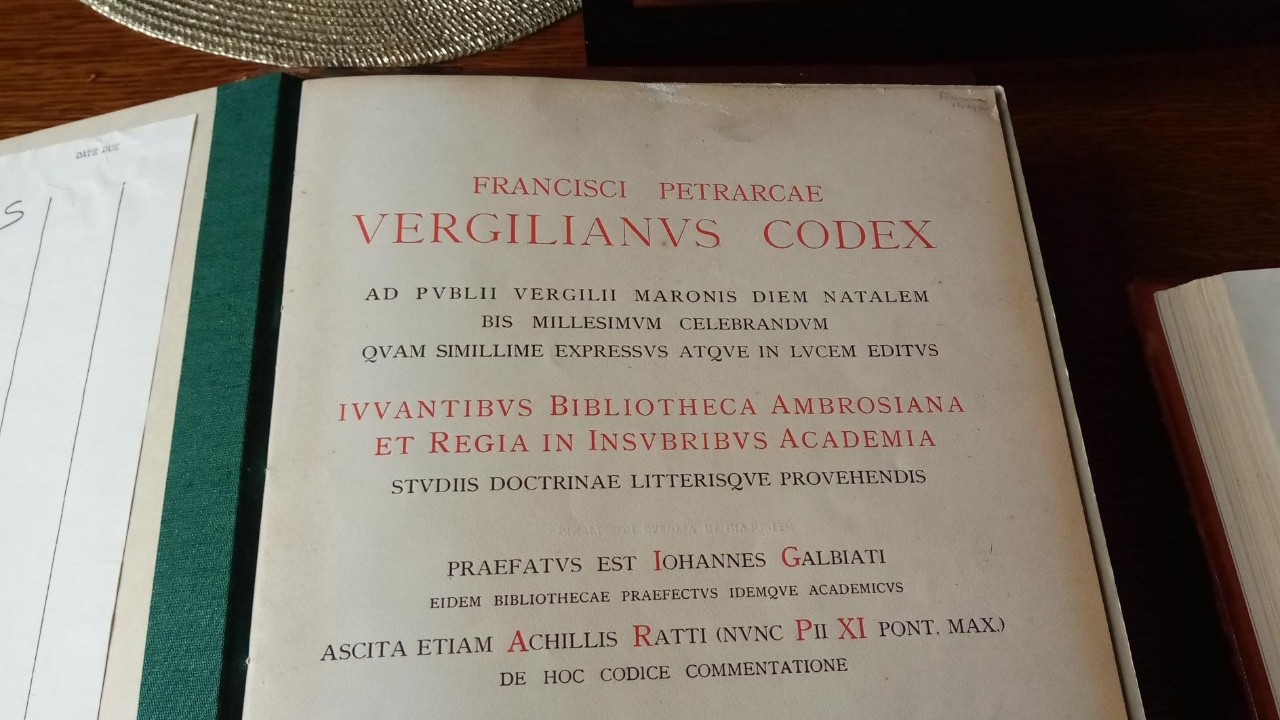 DATE DUE
S
FRANCISCI PETRARCAE
VERGILIANVS CODEX
AD PVBLII VERGILII MARONIS DIEM NATALEM
BIS MILLESIMVM CELEBRANDVM
QVAM SIMILLIME EXPRESSVS ATQVE IN LVCEM EDITVS
IVVANTIBVS BIBLIOTHECA AMBROSIANA
ET REGIA IN INSVBRIBVS ACADEMIA
STVDIIS DOCTRINAE LITTERISQVE PROVEHENDIS
PRAEFATVS EST IOHANNES GALBIATI
EIDEM BIBLIOTHECAE PRAEFECTVS IDEMQVE ACADEMICVS
ASCITA ETIAM ACHILLIS RATTI (NVNC PII XI PONT. MAX.)
DE HOC CODICE COMMENTATIONE